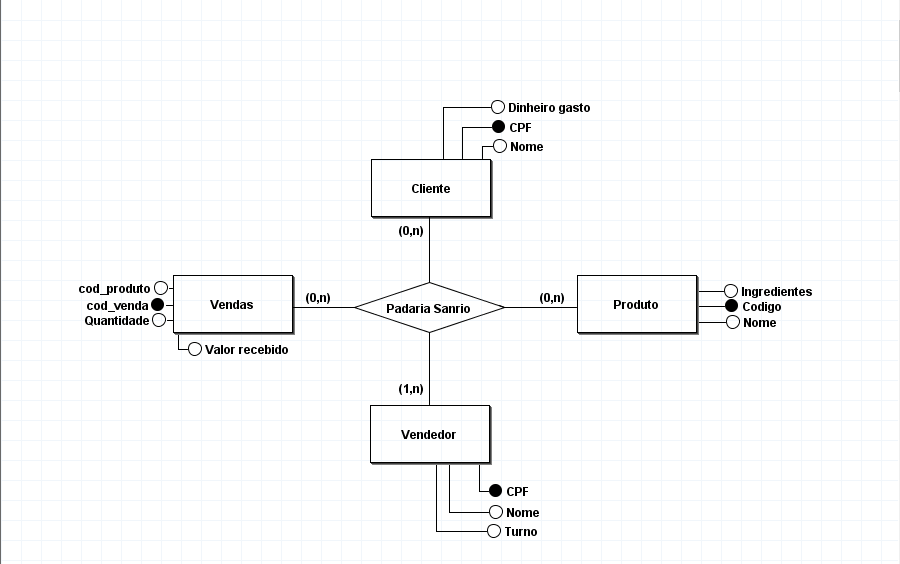 Dinheiro gasto
CPF
Nome
Cliente
(0,n)
cod_produto
cod_venda
Quantidade
Vendas
Valor recebido
(0,n)
Padaria Sanrio
(0,n)
Produto
Ingredientes
Codigo
Nome
(1,n)
Vendedor
CPF
Nome
Turno